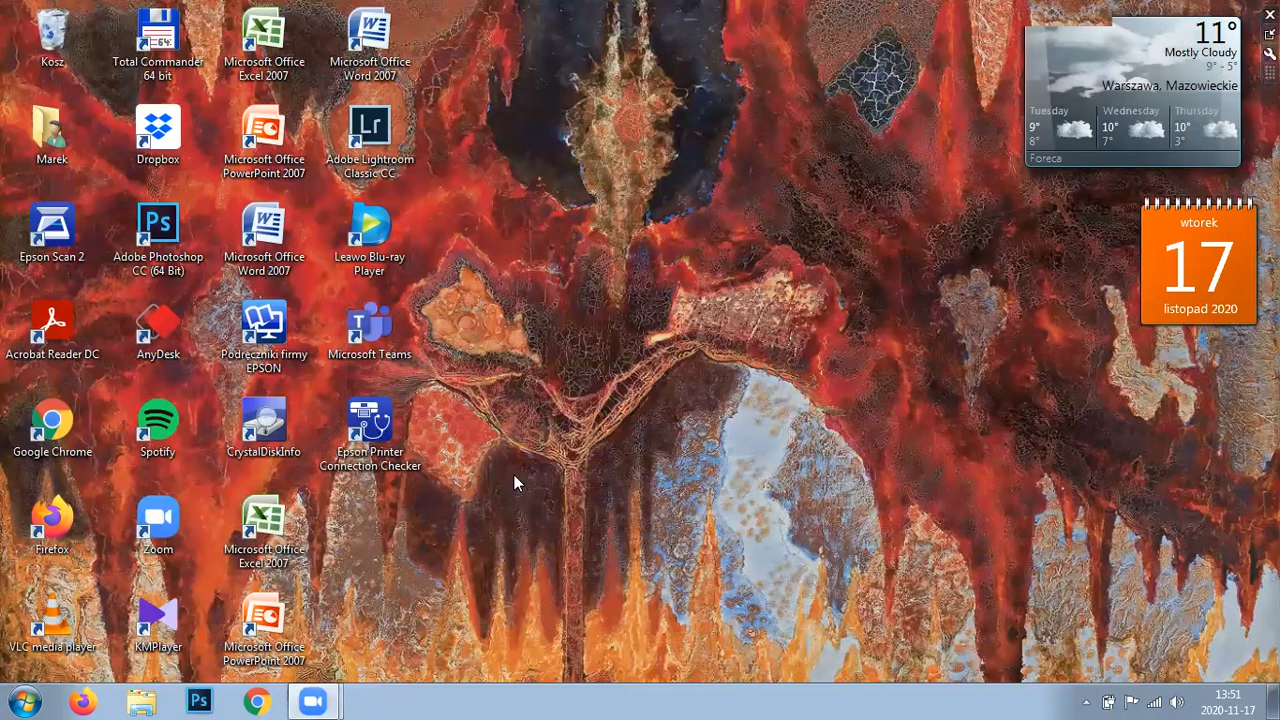 Kosz
Total Commander
64 bit
64
Microsoft Office
Excel 2007
Microsoft Office
Word 2007
Marek
Dropbox
Microsoft Office
PowerPoint 2007
Lr
Adobe Lightroom
Classic CC
Epson Scan 2
Ps
Adobe Photoshop
CC (64 Bit)
Microsoft Office
Word 2007
Leawo Blu-ray
Player
Acrobat Reader DC
AnyDesk
Podręczniki firmy
EPSON
T
Microsoft Teams
Google Chrome
Spotify
CrystalDiskInfo
Epson Printer
Connection Checker
Firefox
Zoom
Microsoft Office
Excel 2007
VLC media player
KMPlayer
Microsoft Office
PowerPoint 2007
11°
Mostly Cloudy
9° - 5°
Warszawa, Mazowieckie
Tuesday
9°
8°
Wednesday
10°
7°
Thursday
10°
3°
Foreca
wtorek
17
listopad 2020
Ps
13:51
2020-11-17